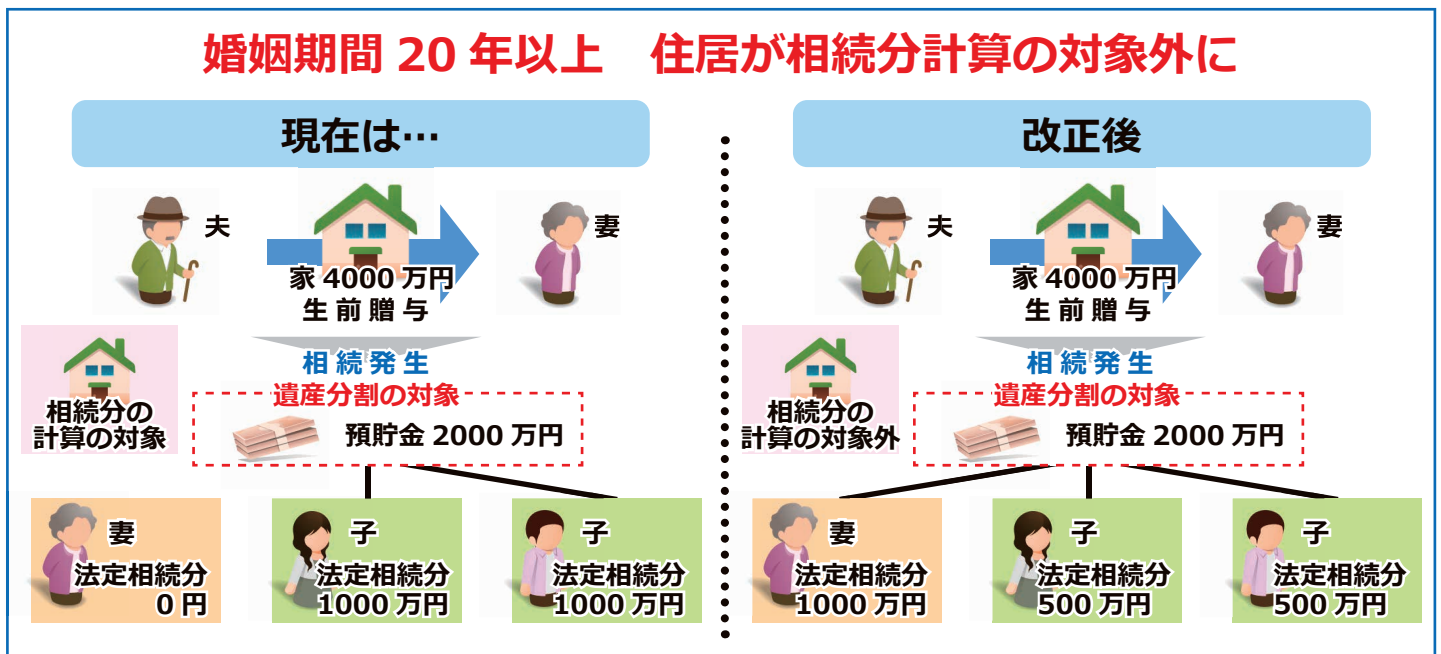 婚姻期間 20 年以上　住居が相続分計算の対象外に
現在は…
夫
妻
家 4000 万円
生 前 贈 与
相 続 発 生
相続分の
計算の対象
遺産分割の対象
預貯金 2000 万円
妻
法定相続分
0 円
子
法定相続分
1000 万円
子
法定相続分
1000 万円
改正後
夫
妻
家 4000 万円
生 前 贈 与
相 続 発 生
相続分の
計算の対象外
遺産分割の対象
預貯金 2000 万円
妻
法定相続分
1000 万円
子
法定相続分
500 万円
子
法定相続分
500 万円